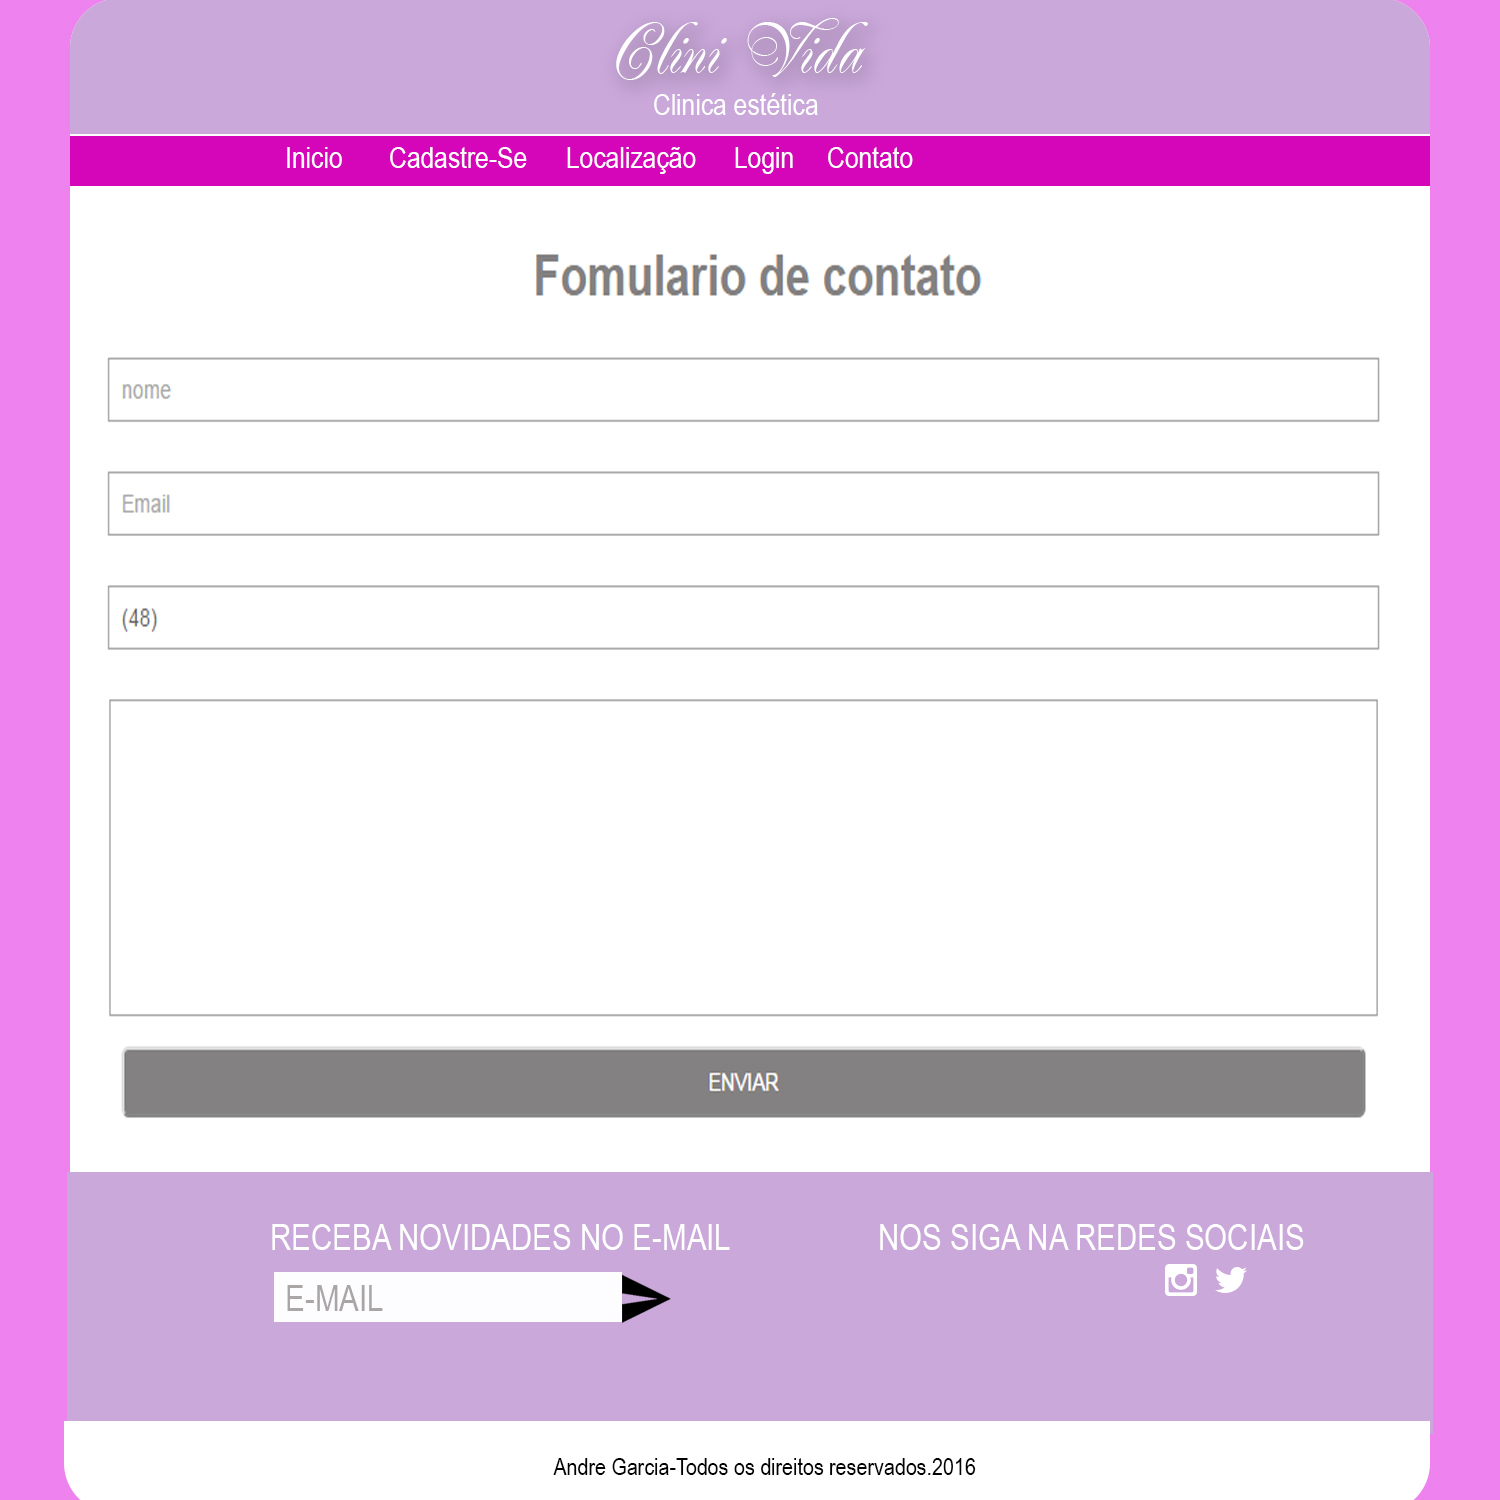 Clini Vida
Clinica estética
Inicio Cadastre-Se Localização Login Contato
Fomulario de contato
nome
Email
(48)
ENVIAR
RECEBA NOVIDADES NO E-MAIL
NOS SIGA NA REDES SOCIAIS
E-MAIL
Andre Garcia-Todos os direitos reservados.2016